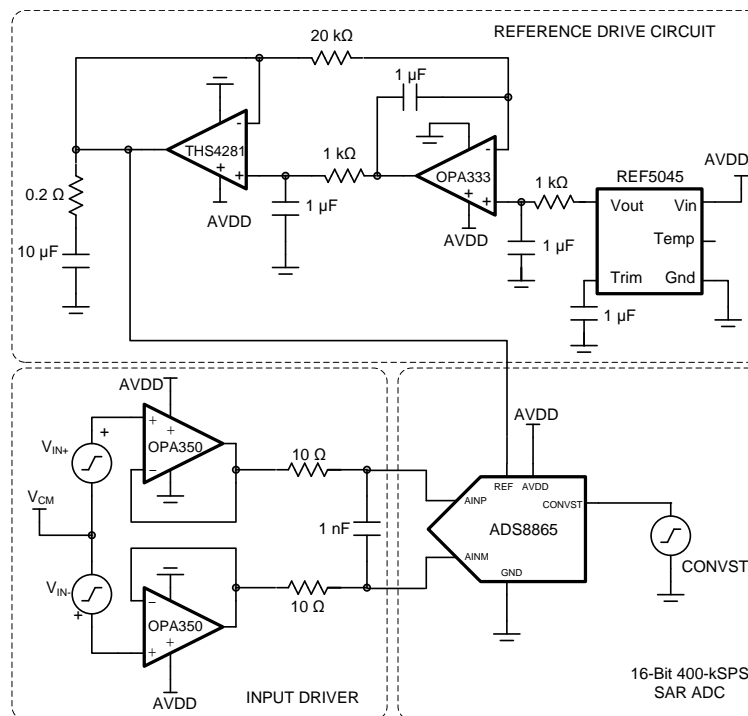 REFERENCE DRIVE CIRCUIT
20 kΩ
1 µF
-
THS4281
+
+
AVDD
1 kΩ
1 µF
-
OPA333
+
+
AVDD
1 kΩ
1 µF
REF5045
AVDD
Vout
Vin
Temp
Trim
Gnd
1 µF
0.2 Ω
10 µF
AVDD
VIN+
+
+
+
OPA350
-
VCM
VIN-
+
-
OPA350
+
+
AVDD
10 Ω
1 nF
10 Ω
INPUT DRIVER
AVDD
REF
AVDD
AINP
CONVST
ADS8865
AINM
GND
CONVST
16-Bit 400-kSPS
SAR ADC